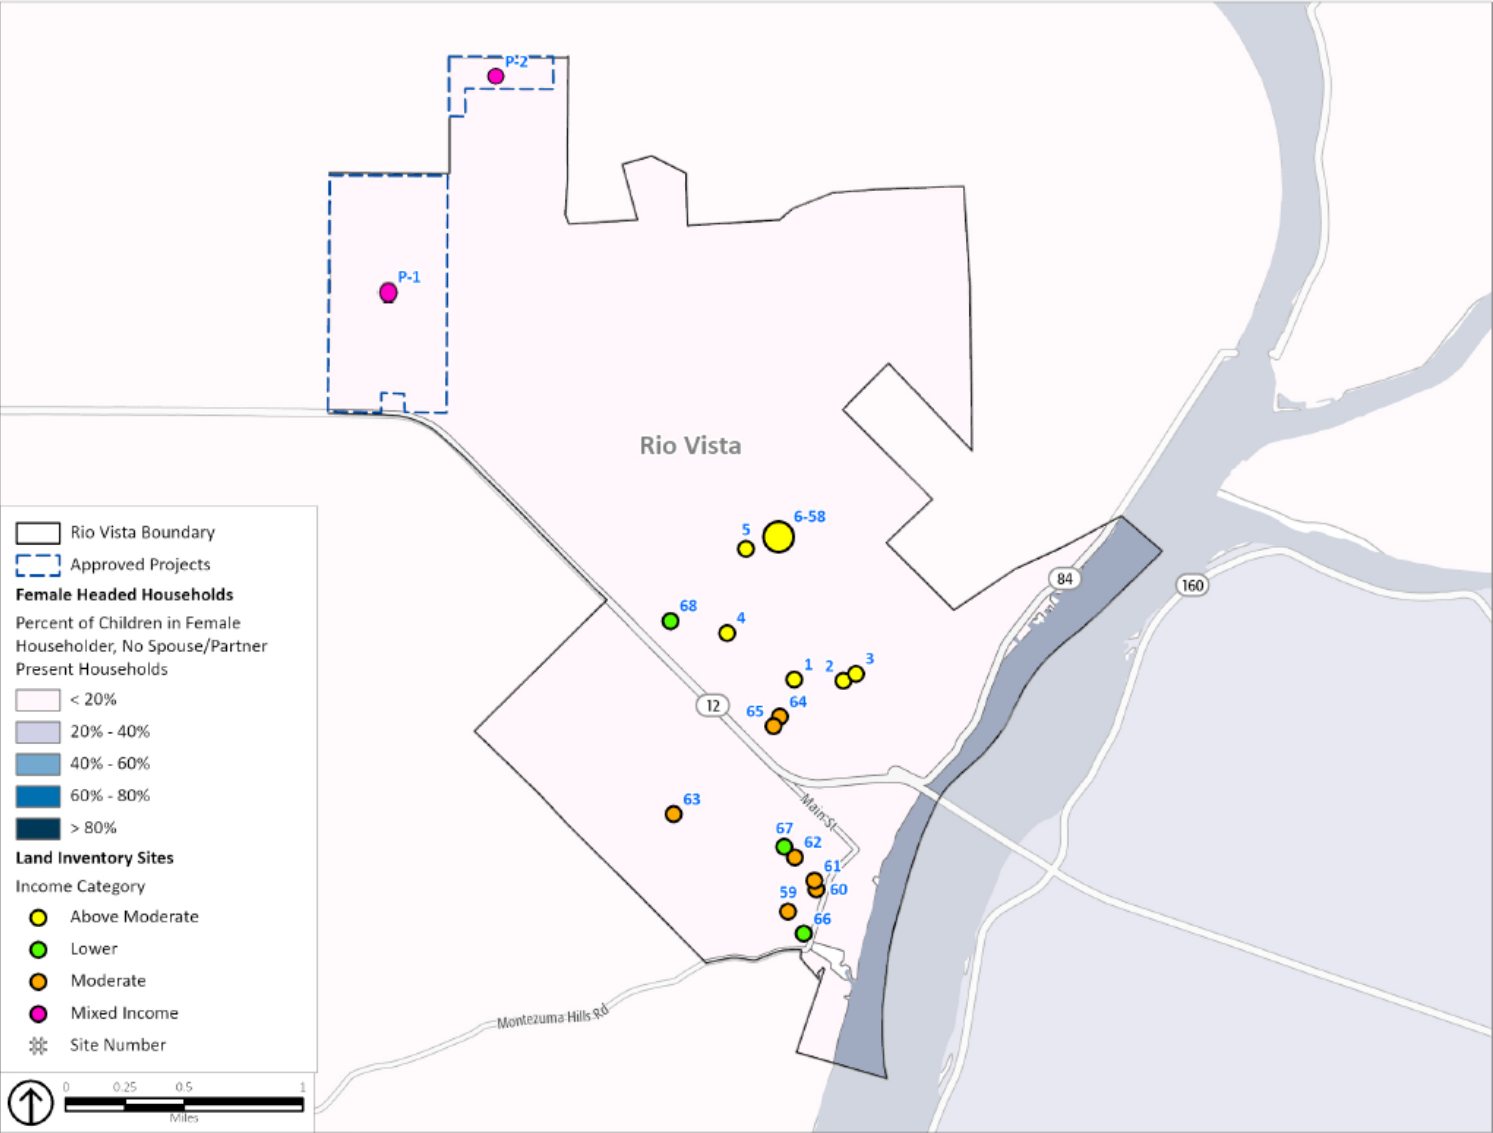 P-2
P-1
Rio Vista
6-58
5
84
160
68
4
3
1
2
64
65
12
Main St
63
67
62
61
60
59
66
Montezuma Hills Rd
Rio Vista Boundary
Approved Projects
Female Headed Households
Percent of Children in Female
Householder, No Spouse/Partner
Present Households
< 20%
20% - 40%
40% - 60%
60% - 80%
> 80%
Land Inventory Sites
Income Category
Above Moderate
Lower
Moderate
Mixed Income
Site Number
0 0.25 0.5 1
Miles